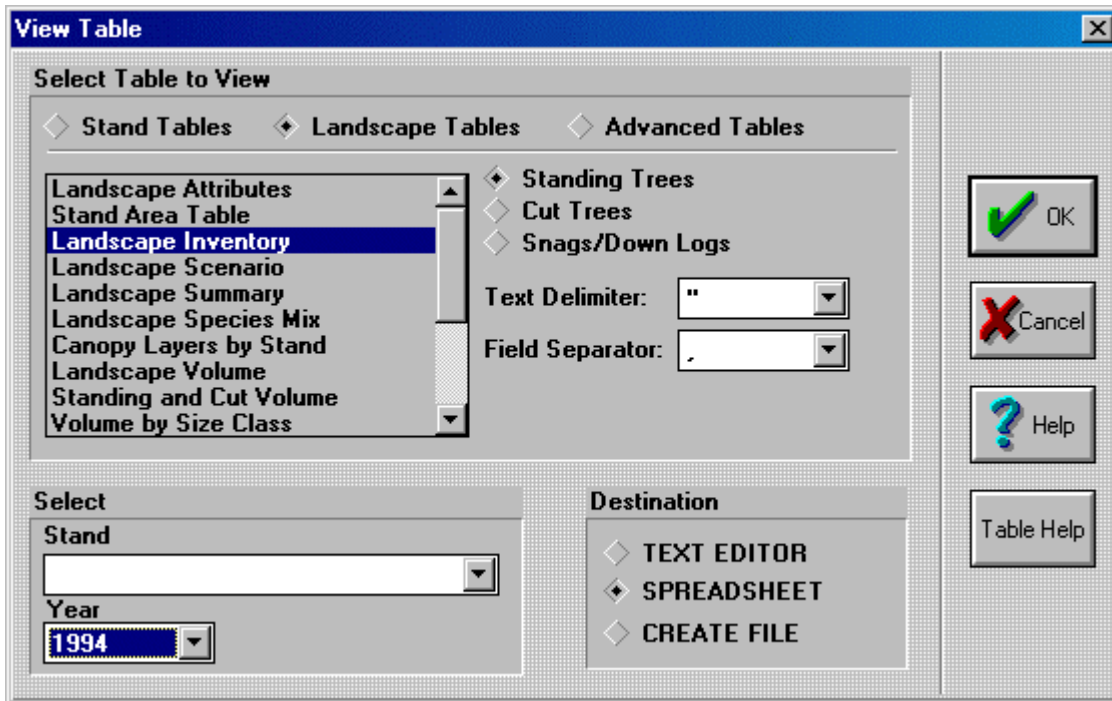 View Table
Select Table to View
Stand Tables Landscape Tables Advanced Tables
Landscape Attributes
Stand Area Table
Landscape Inventory
Landscape Scenario
Landscape Summary
Landscape Species Mix
Canopy Layers by Stand
Landscape Volume
Standing and Cut Volume
Volume by Size Class
Standing Trees
Cut Trees
Snags/Down Logs
Text Delimiter: "
Field Separator: ,
OK
Cancel
Help
Table Help
Select
Stand
Year
1994
Destination
TEXT EDITOR
SPREADSHEET
CREATE FILE